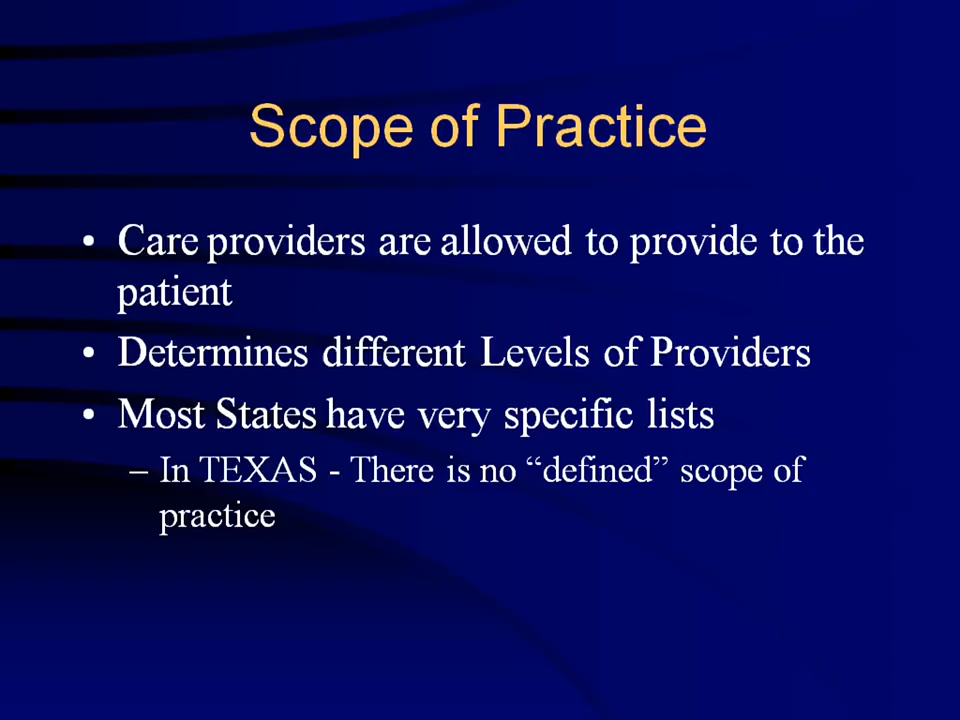 Scope of Practice
• Care providers are allowed to provide to the
patient
• Determines different Levels of Providers
• Most States have very specific lists
– In TEXAS - There is no “defined” scope of
practice